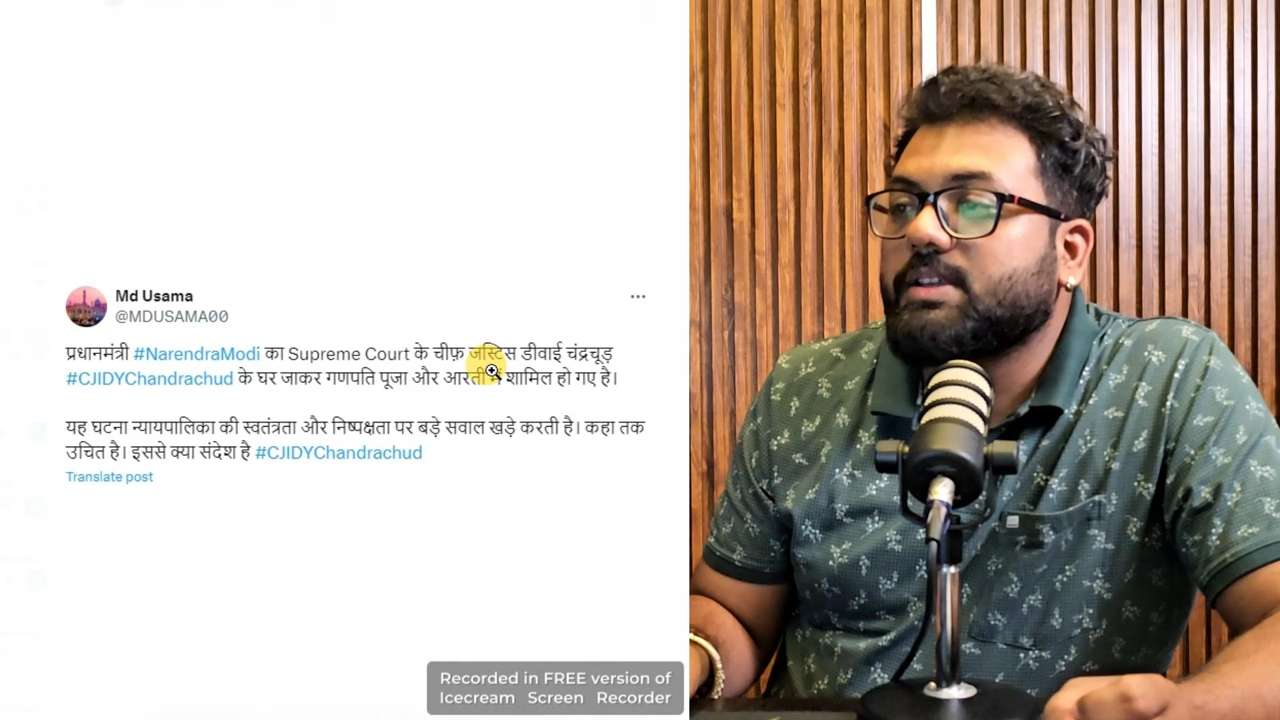 Md Usama
@MDUSAMA00
प्रधानमंत्री #NarendraModi का Supreme Court के चीफ़ जस्टिस डीवाई चंद्रचूड़
#CJIDYChandrachud के घर जाकर गणपति पूजा और आरती में शामिल हो गए है।
यह घटना न्यायपालिका की स्वतंत्रता और निष्पक्षता पर बड़े सवाल खड़े करती है। कहा तक
उचित है। इससे क्या संदेश है #CJIDYChandrachud
Translate post
Recorded in FREE version of
Icecream Screen Recorder